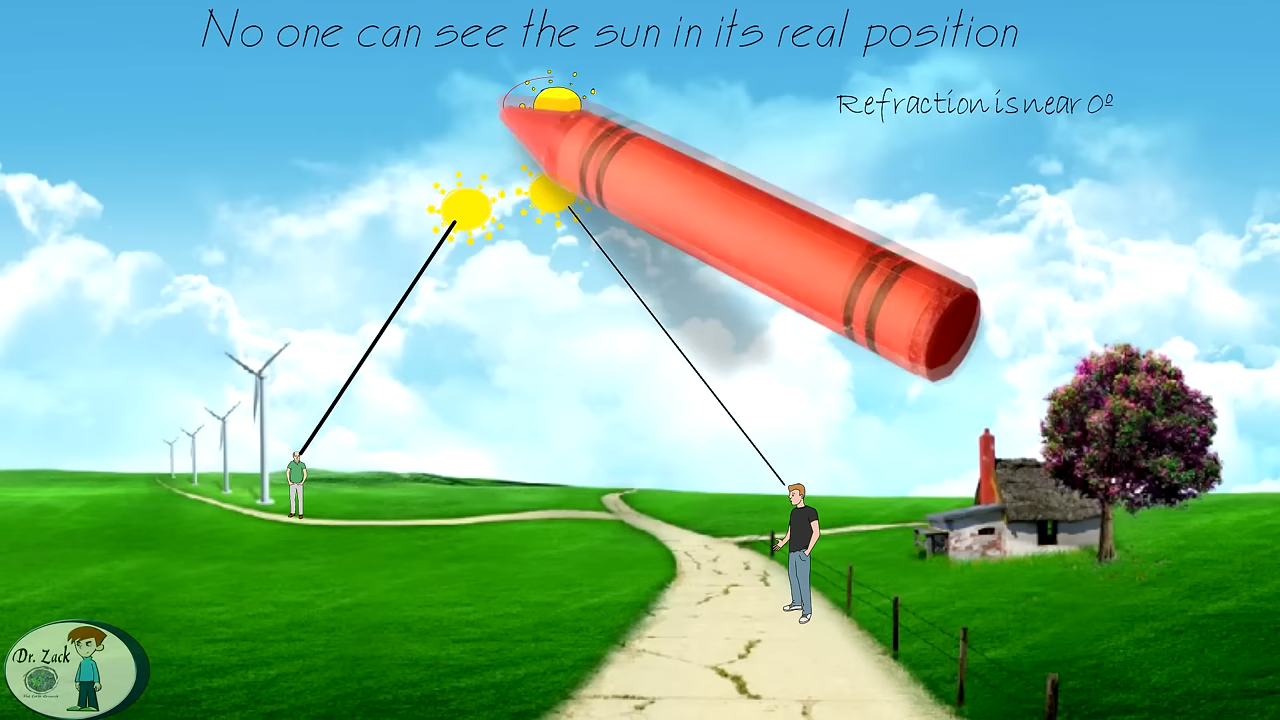 No one can see the sun in its real position
Refraction is near 0º
Dr. Zack